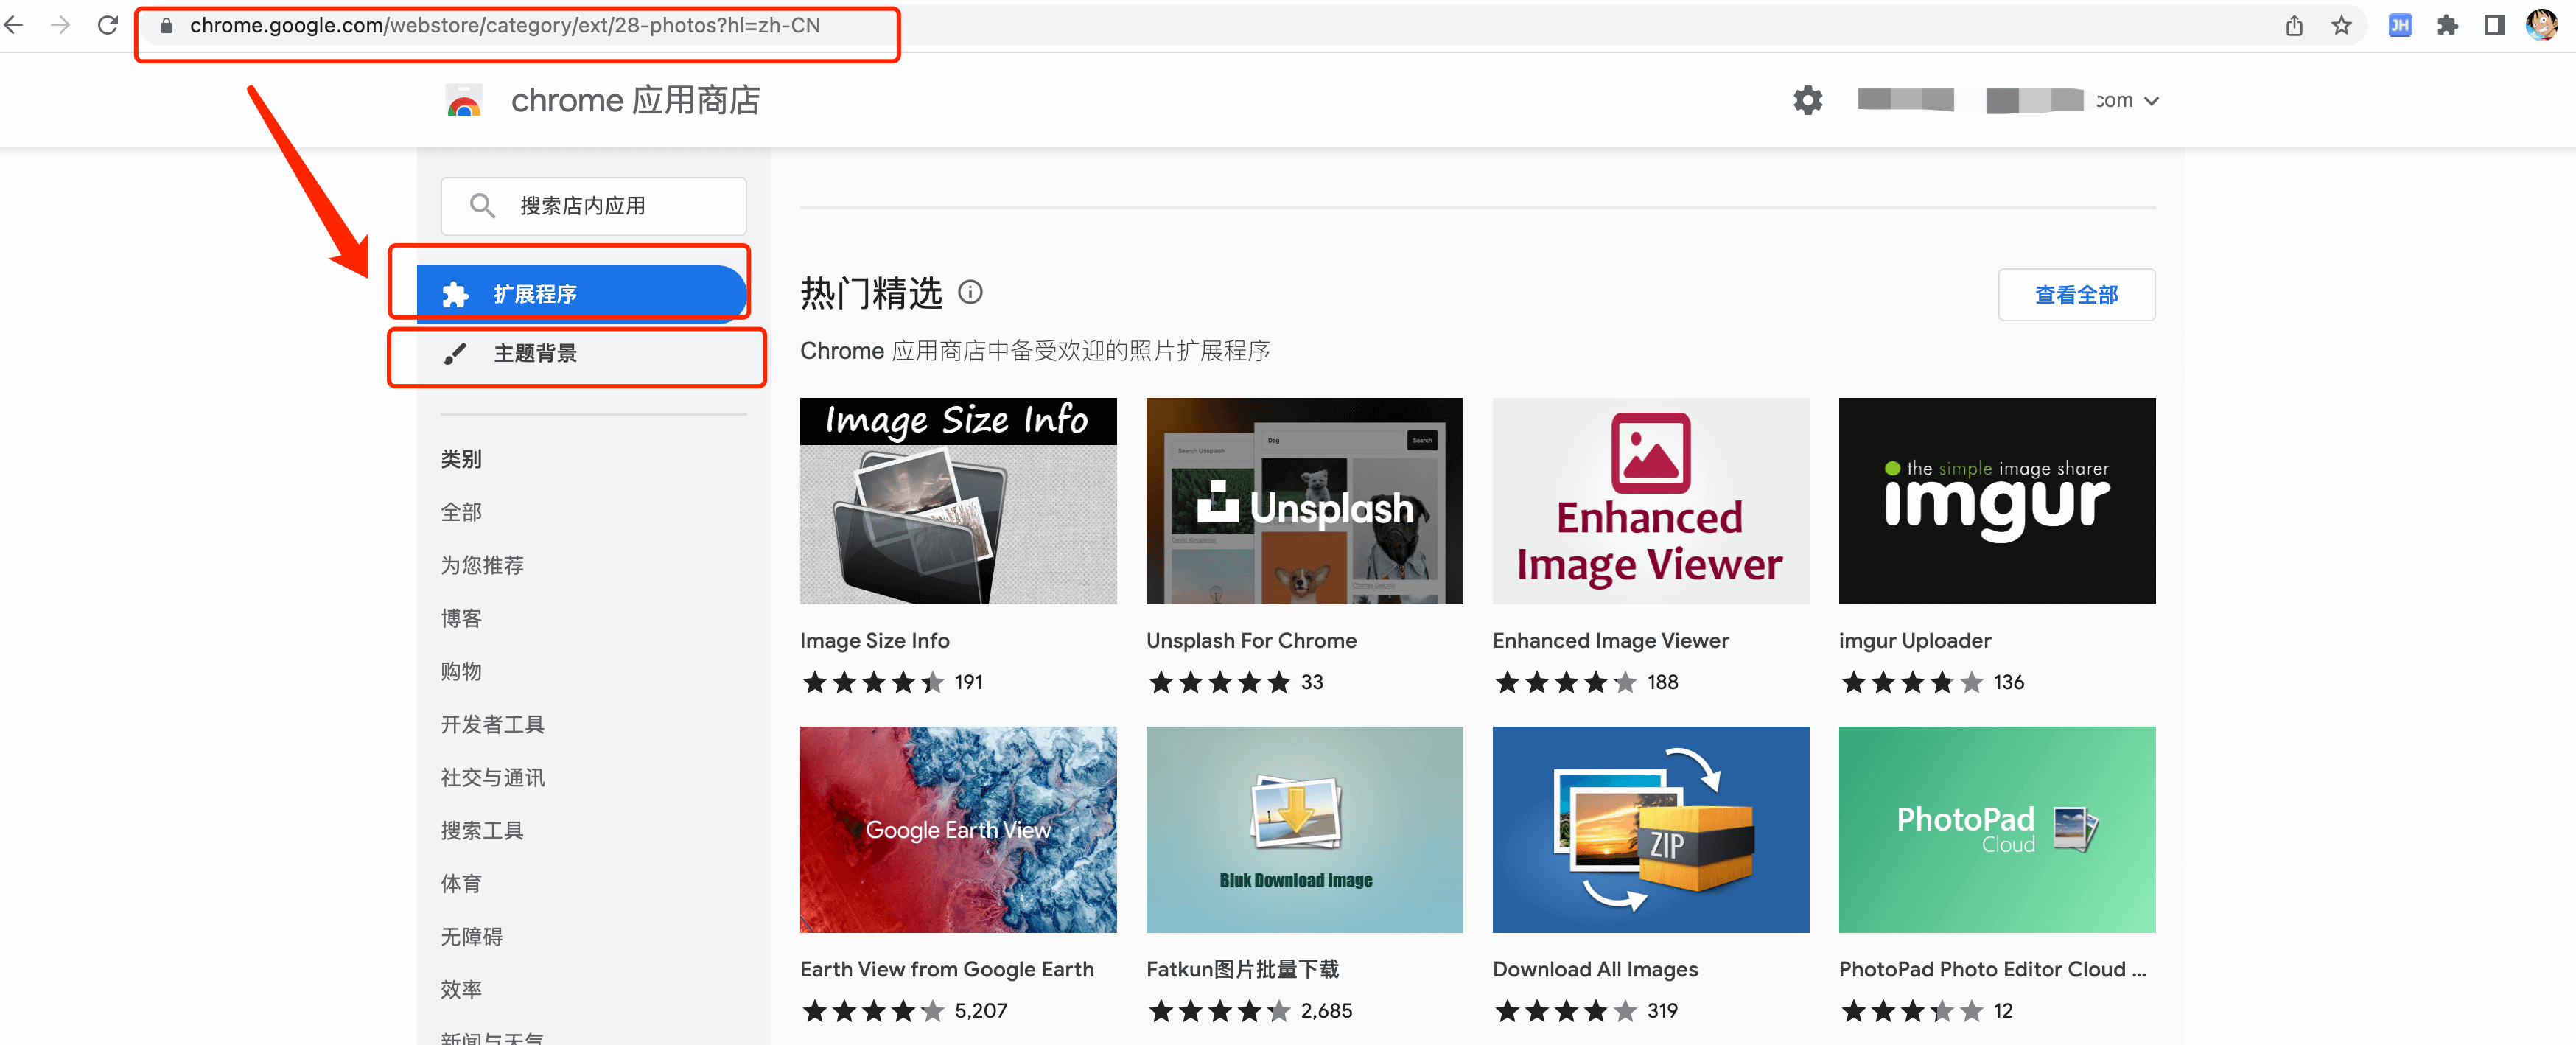 chrome.google.com/webstore/category/ext/28-photos?hl=zh-CN
JH
chrome 应用商店
com
搜索店内应用
扩展程序
主题背景
类别
全部
为您推荐
博客
购物
开发者工具
社交与通讯
搜索工具
体育
无障碍
效率
新闻与天气
热门精选
查看全部
Chrome 应用商店中备受欢迎的照片扩展程序
Image Size Info
Search Unsplash
Dog
Search
Unsplash
Enhanced
Image Viewer
the simple image sharer
imgur
Image Size Info
191
Unsplash For Chrome
33
Enhanced Image Viewer
188
imgur Uploader
136
Google Earth View
Bluk Download Image
ZIP
PhotoPad
Cloud
Earth View from Google Earth
5,207
Fatkun图片批量下载
2,685
Download All Images
319
PhotoPad Photo Editor Cloud ...
12